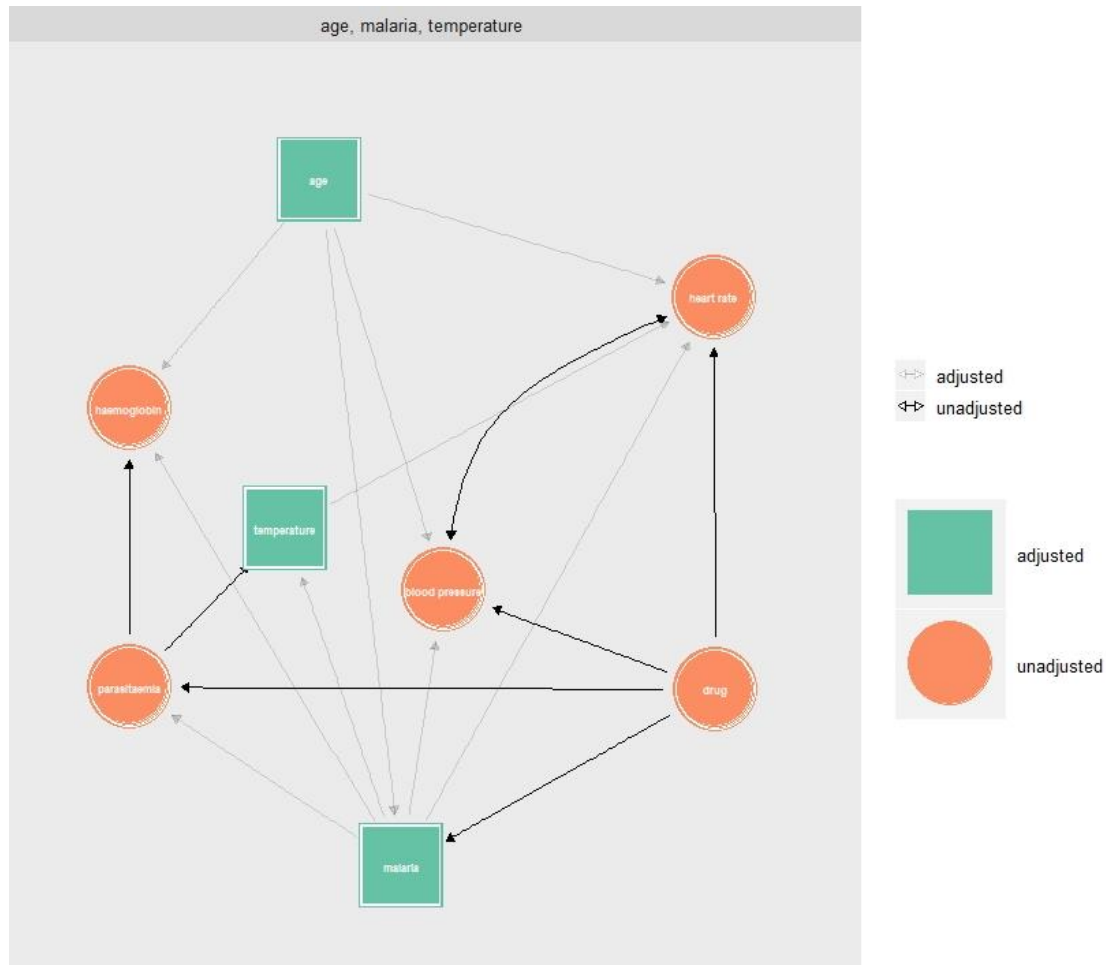 age, malaria, temperature
age
heart rate
haemoglobin
temperature
blood pressure
parasitaemia
drug
malaria
adjusted
unadjusted
adjusted
unadjusted